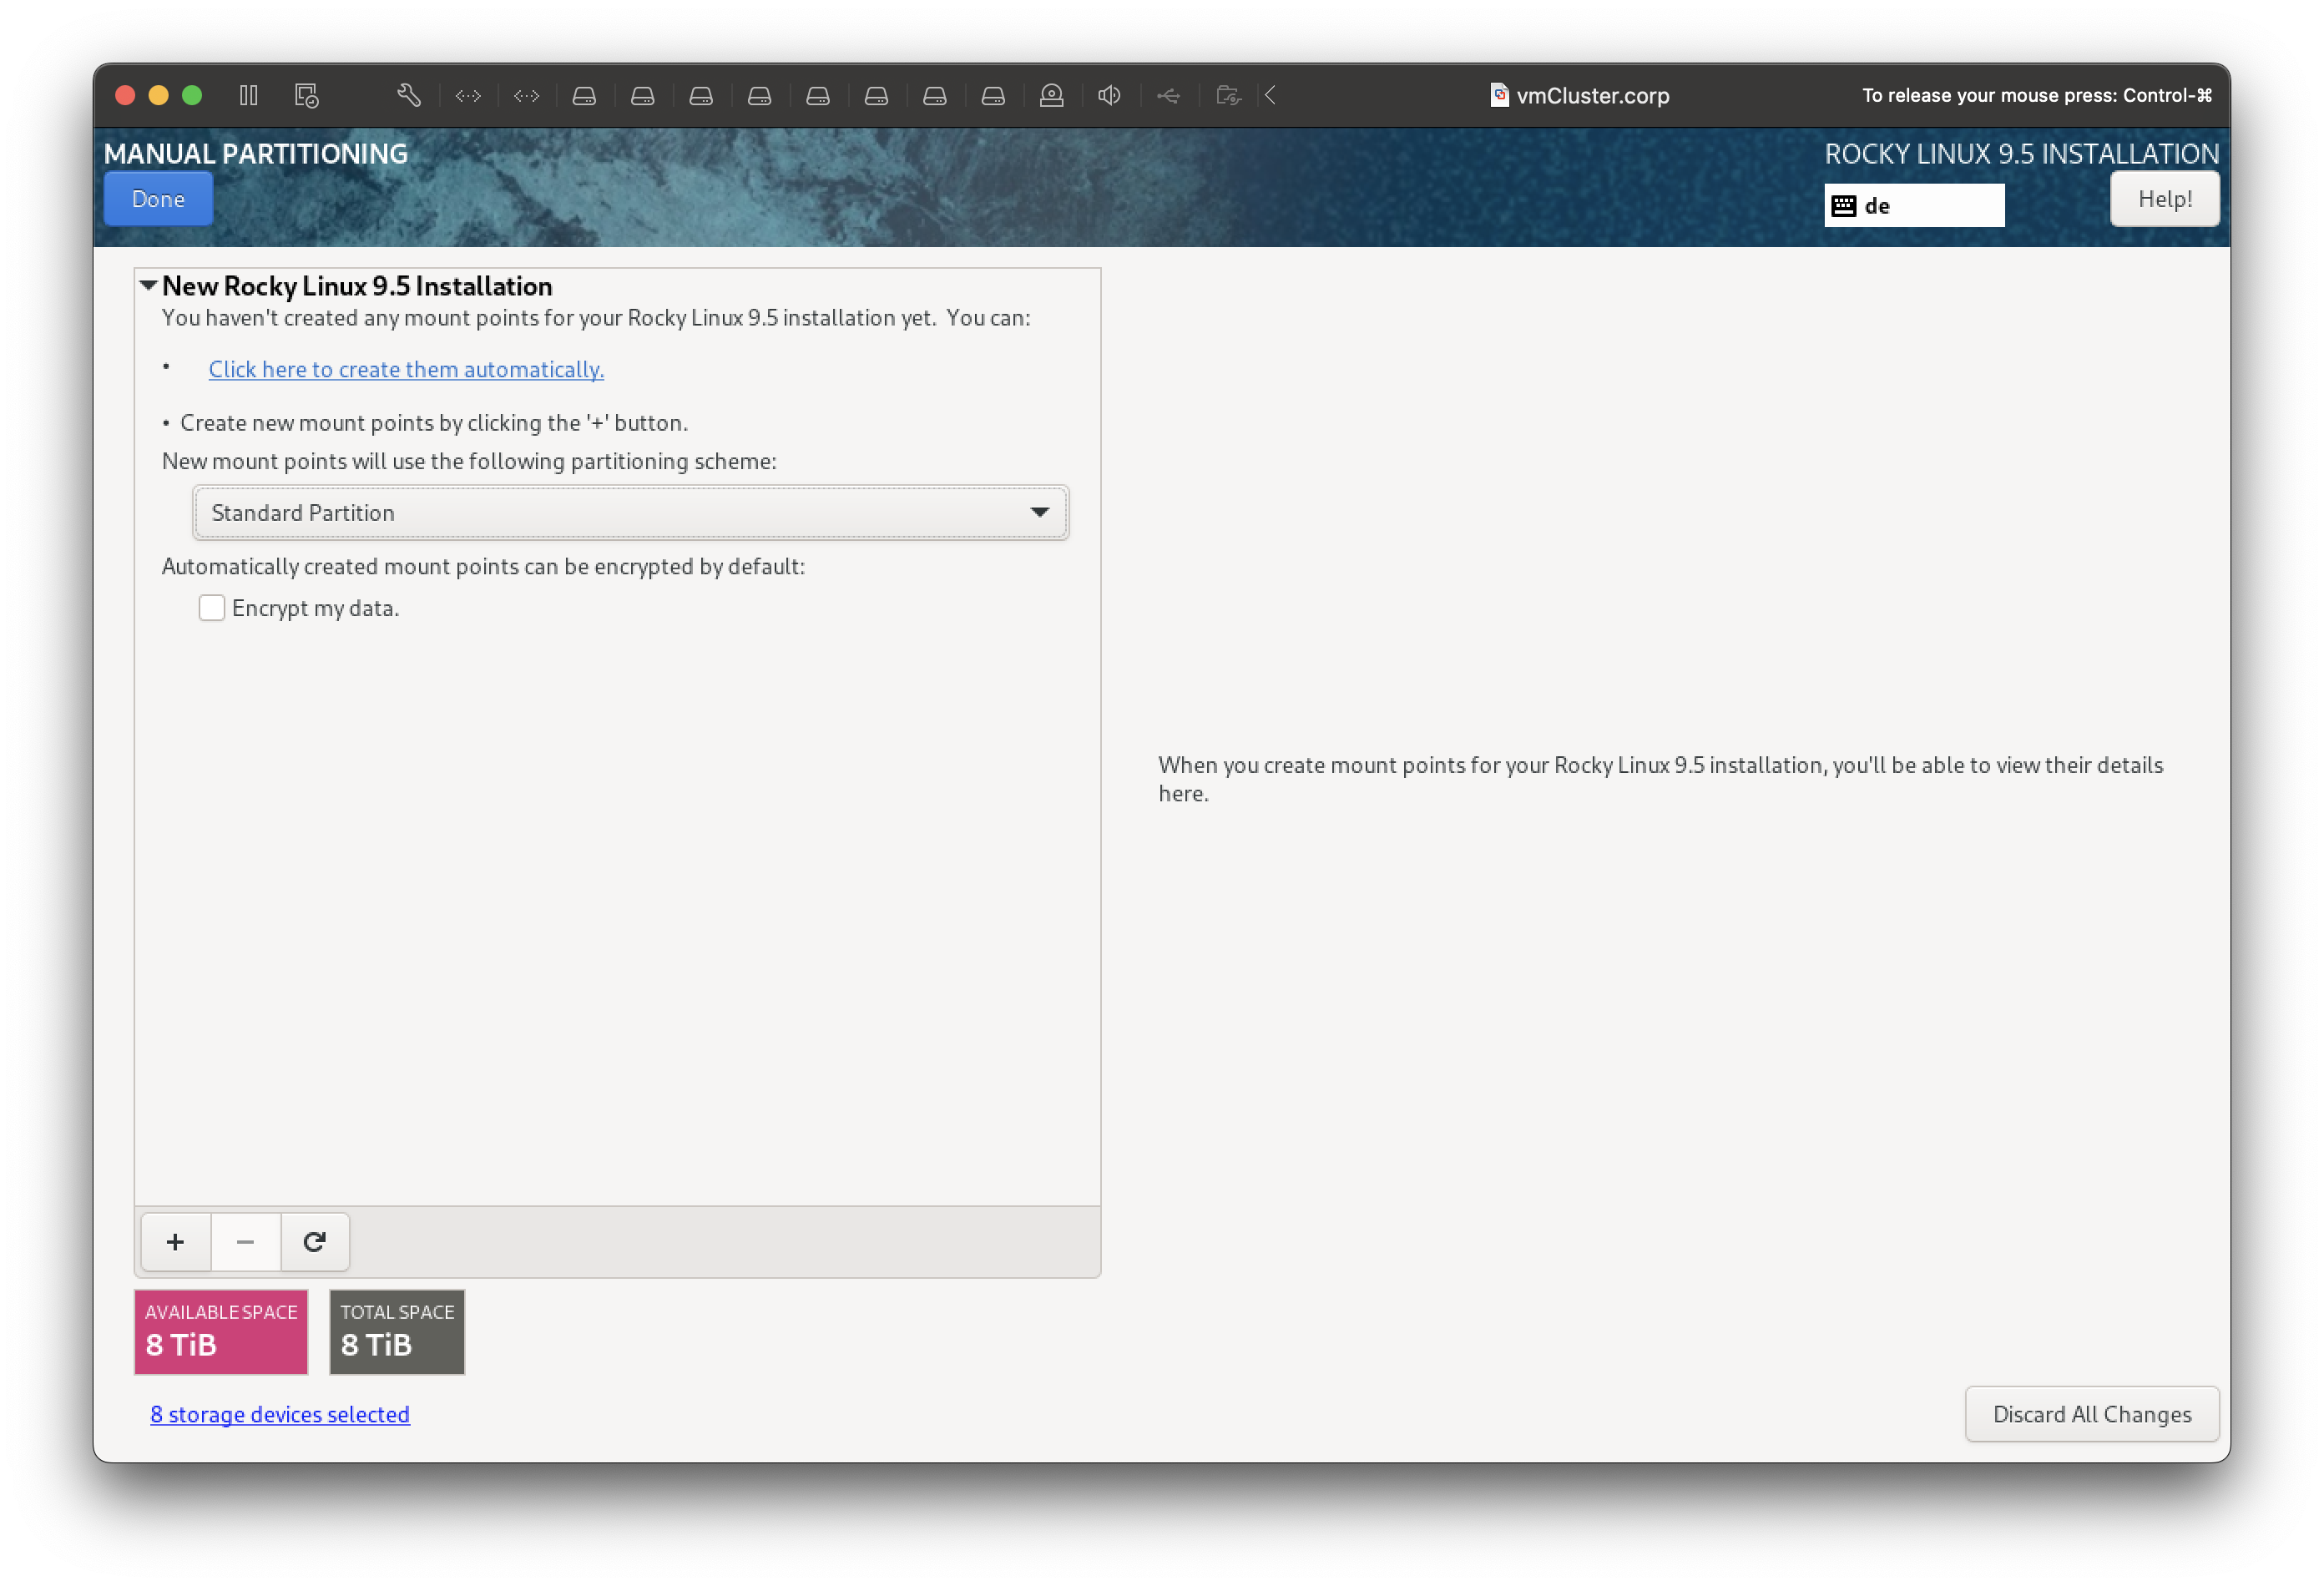 vmCluster.corp
To release your mouse press: Control-⌘
MANUAL PARTITIONING
ROCKY LINUX 9.5 INSTALLATION
Done
de
Help!
New Rocky Linux 9.5 Installation
You haven't created any mount points for your Rocky Linux 9.5 installation yet. You can:
• Click here to create them automatically.
• Create new mount points by clicking the '+' button.
New mount points will use the following partitioning scheme:
Standard Partition
Automatically created mount points can be encrypted by default:
Encrypt my data.
When you create mount points for your Rocky Linux 9.5 installation, you'll be able to view their details
here.
+ −
AVAILABLE SPACE
8 TiB
TOTAL SPACE
8 TiB
8 storage devices selected
Discard All Changes